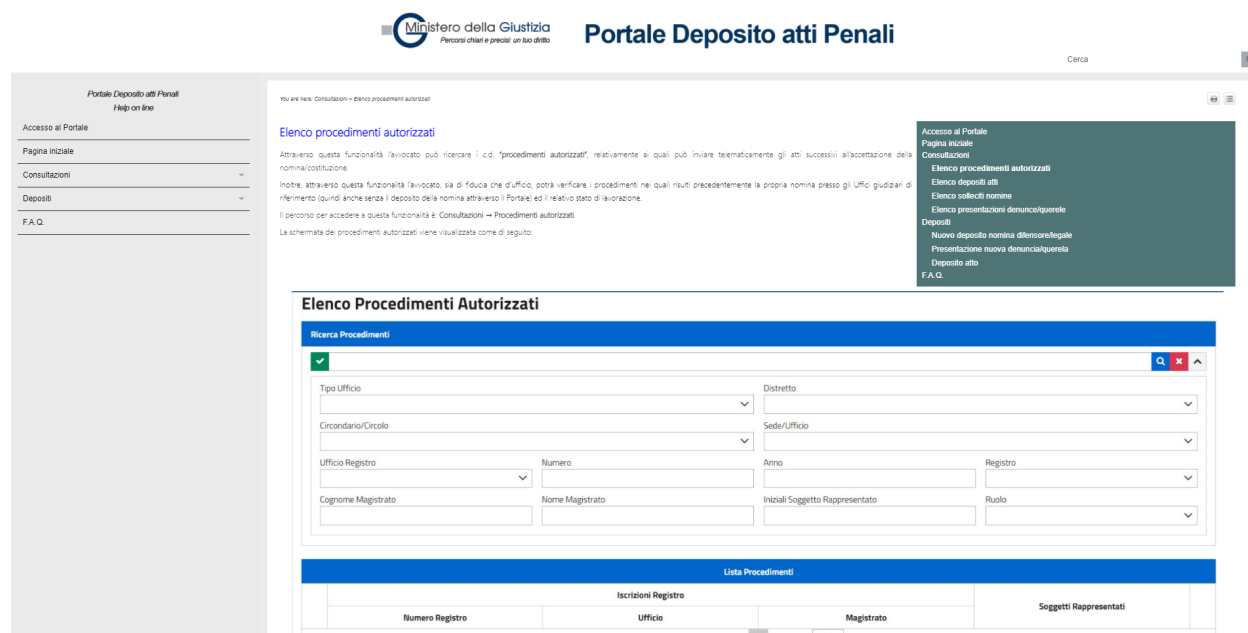 Ministero della Giustizia
Percorsi chiari e precisi: un tuo diritto
Portale Deposito atti Penali
Cerca
Portale Deposito atti Penali
Help on line
Accesso al Portale
Pagina iniziale
Consultazioni
Depositi
F.A.Q.
You are here: Consultazioni » Elenco procedimenti autorizzati
Elenco procedimenti autorizzati
Attraverso questa funzionalità l'avvocato può ricercare i c.d. "procedimenti autorizzati", relativamente ai quali può inviare telematicamente gli atti successivi all'accettazione della
nomina/costituzione.
Inoltre, attraverso questa funzionalità l'avvocato, sia di fiducia che d'ufficio, potrà verificare i procedimenti nei quali risulti precedentemente la propria nomina presso gli Uffici giudiziari di
riferimento (quindi anche senza il deposito della nomina attraverso il Portale) ed il relativo stato di lavorazione.
Il percorso per accedere a questa funzionalità è: Consultazioni → Procedimenti autorizzati.
La schermata dei procedimenti autorizzati viene visualizzata come di seguito:
Accesso al Portale
Pagina iniziale
Consultazioni
Elenco procedimenti autorizzati
Elenco depositi atti
Elenco solleciti nomine
Elenco presentazioni denunce/querele
Depositi
Nuovo deposito nomina difensore/legale
Presentazione nuova denuncia/querela
Deposito atto
F.A.Q.
Elenco Procedimenti Autorizzati
Ricerca Procedimenti
Tipo Ufficio
Distretto
Circondario/Circolo
Sede/Ufficio
Ufficio Registro
Numero
Anno
Registro
Cognome Magistrato
Nome Magistrato
Iniziali Soggetto Rappresentato
Ruolo
Lista Procedimenti
Iscrizioni Registro
Soggetti Rappresentati
Numero Registro
Ufficio
Magistrato